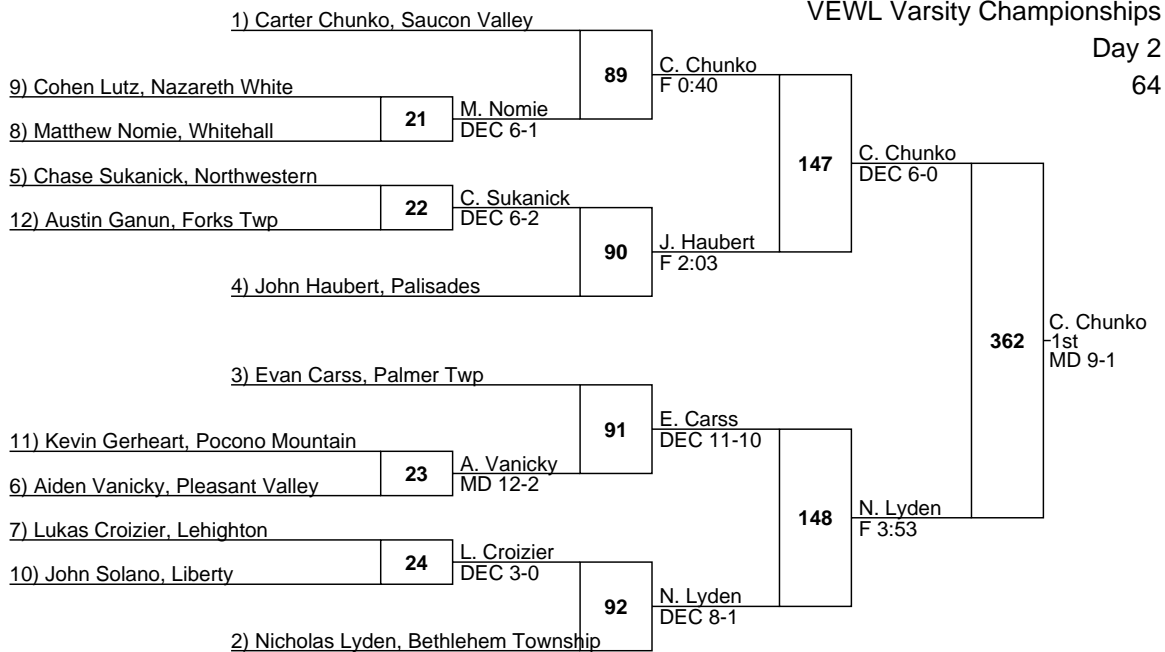 VEWL Varsity Championships
Day 2
64
1) Carter Chunko, Saucon Valley
89
C. Chunko
F 0:40
9) Cohen Lutz, Nazareth White
21
M. Nomie
DEC 6-1
8) Matthew Nomie, Whitehall
147
C. Chunko
DEC 6-0
5) Chase Sukanick, Northwestern
22
C. Sukanick
DEC 6-2
12) Austin Ganun, Forks Twp
90
J. Haubert
F 2:03
4) John Haubert, Palisades
362
C. Chunko
1st
MD 9-1
3) Evan Carss, Palmer Twp
91
E. Carss
DEC 11-10
11) Kevin Gerheart, Pocono Mountain
23
A. Vanicky
MD 12-2
6) Aiden Vanicky, Pleasant Valley
148
N. Lyden
F 3:53
7) Lukas Croizier, Lehighton
24
L. Croizier
DEC 3-0
10) John Solano, Liberty
92
N. Lyden
DEC 8-1
2) Nicholas Lyden, Bethlehem Township